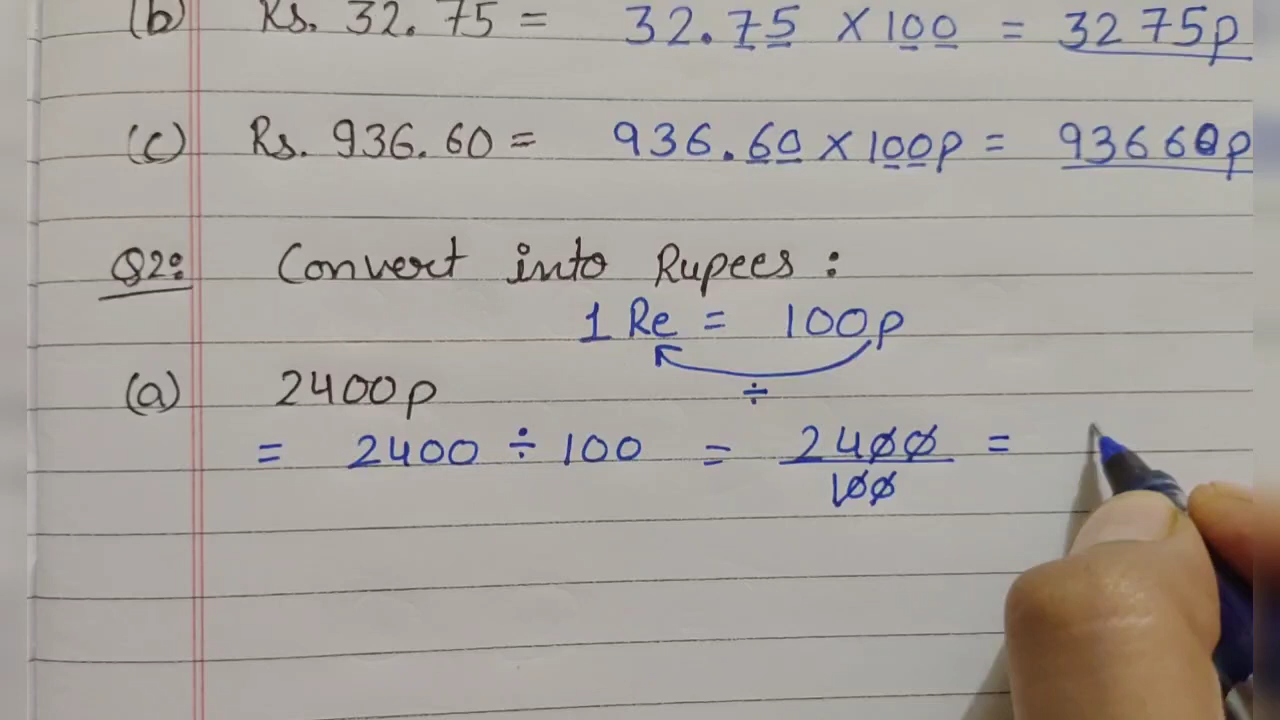 (b) Rs. 32.75 = 32.75 × 100 = 3275p
(c) Rs. 936.60 = 936.60 × 100p = 93660p
Q2: Convert into Rupees :
1 Re = 100p
÷
(a) 2400p
= 2400 ÷ 100 = 2400/100 =